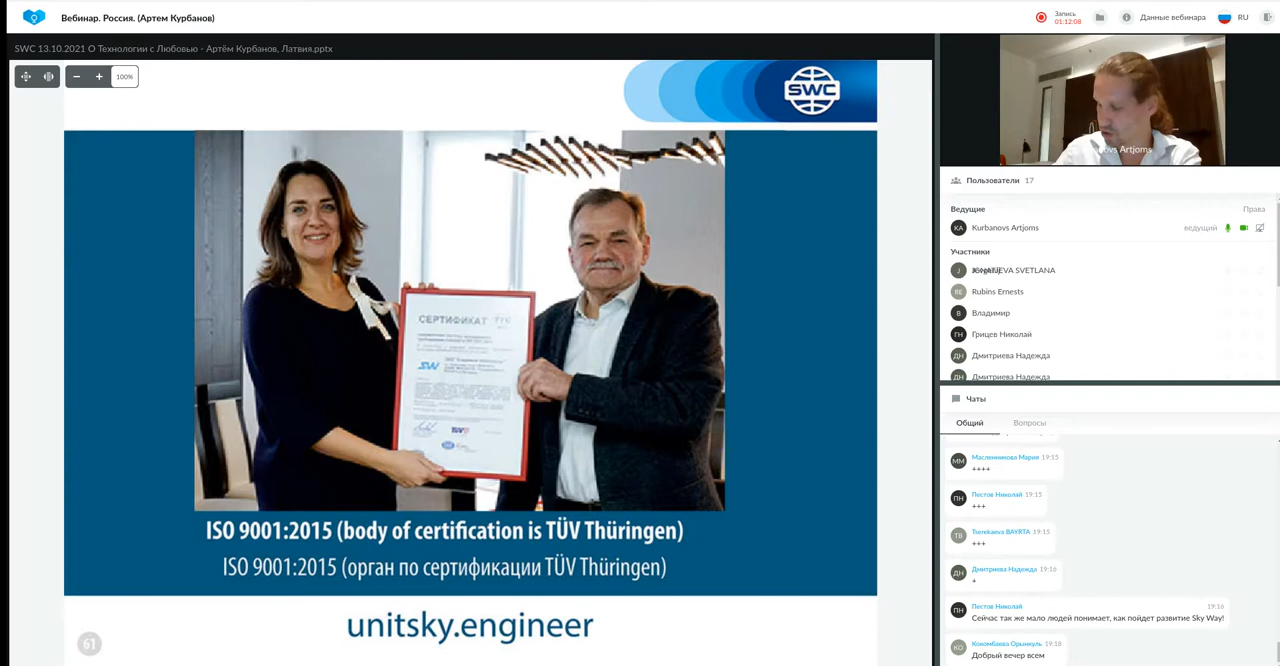 Вебинар. Россия. (Артем Курбанов)
Запись
01:12:08
Данные вебинара
RU
SWC 13.10.2021 О Технологии с Любовью - Артём Курбанов, Латвия.pptx
100%
SWC
СЕРТИФИКАТ
SW
ISO 9001:2015 (body of certification is TÜV Thüringen)
ISO 9001:2015 (орган по сертификации TÜV Thüringen)
unitsky.engineer
61
Artjoms
Пользователи 17
Ведущие
Права
KA Kurbanovs Artjoms
ведущий
Участники
J SVETLANA
RE Rubins Ernests
В Владимир
ГН Грицев Николай
ДН Дмитриева Надежда
ДН Дмитриева Надежда
Чаты
Общий Вопросы
ММ Масленникова Мария 19:15
++++
ПН Пестов Николай 19:15
+++
TB Tserekaeva BAYRTA 19:15
+++
ДН Дмитриева Надежда 19:16
+
ПН Пестов Николай 19:16
Сейчас так же мало людей понимает, как пойдет развитие Sky Way!
КО Кокомбаева Орынкуль 19:18
Добрый вечер всем